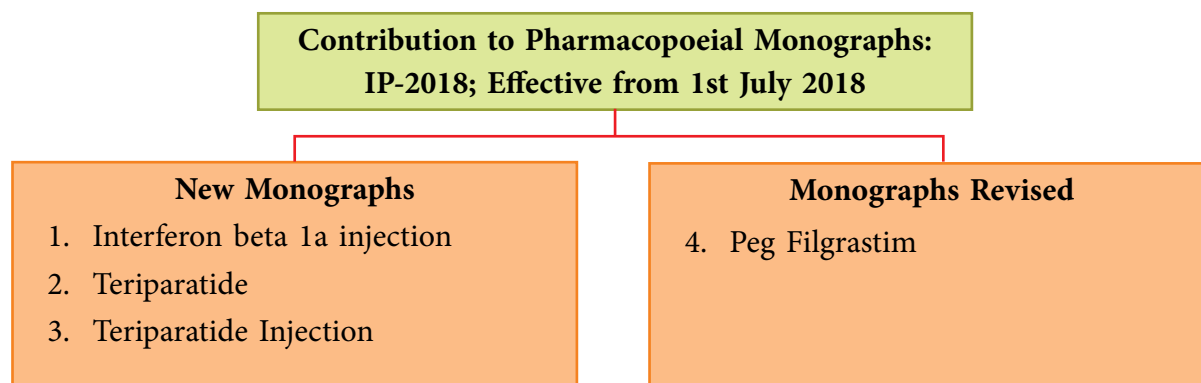 Contribution to Pharmacopoeial Monographs:
IP-2018; Effective from 1st July 2018
New Monographs
1. Interferon beta 1a injection
2. Teriparatide
3. Teriparatide Injection
Monographs Revised
4. Peg Filgrastim